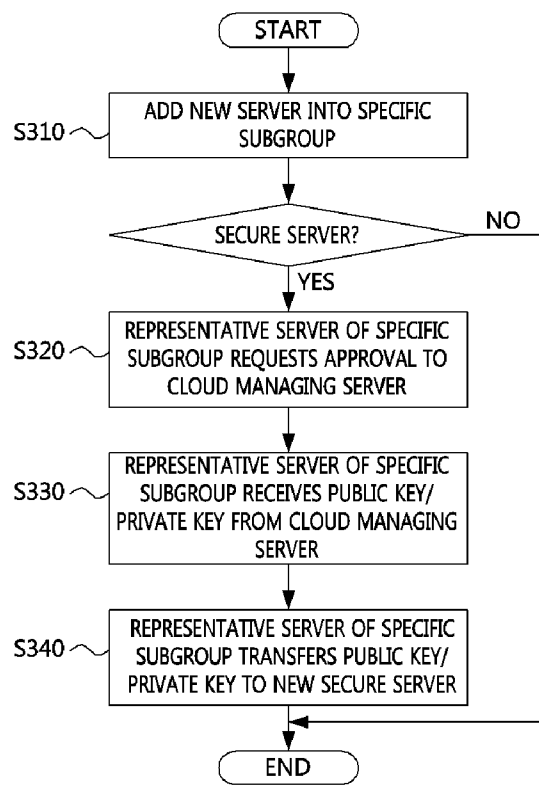 START
S310
ADD NEW SERVER INTO SPECIFIC
SUBGROUP
SECURE SERVER?
NO
YES
S320
REPRESENTATIVE SERVER OF SPECIFIC
SUBGROUP REQUESTS APPROVAL TO
CLOUD MANAGING SERVER
S330
REPRESENTATIVE SERVER OF SPECIFIC
SUBGROUP RECEIVES PUBLIC KEY/
PRIVATE KEY FROM CLOUD MANAGING
SERVER
S340
REPRESENTATIVE SERVER OF SPECIFIC
SUBGROUP TRANSFERS PUBLIC KEY/
PRIVATE KEY TO NEW SECURE SERVER
END